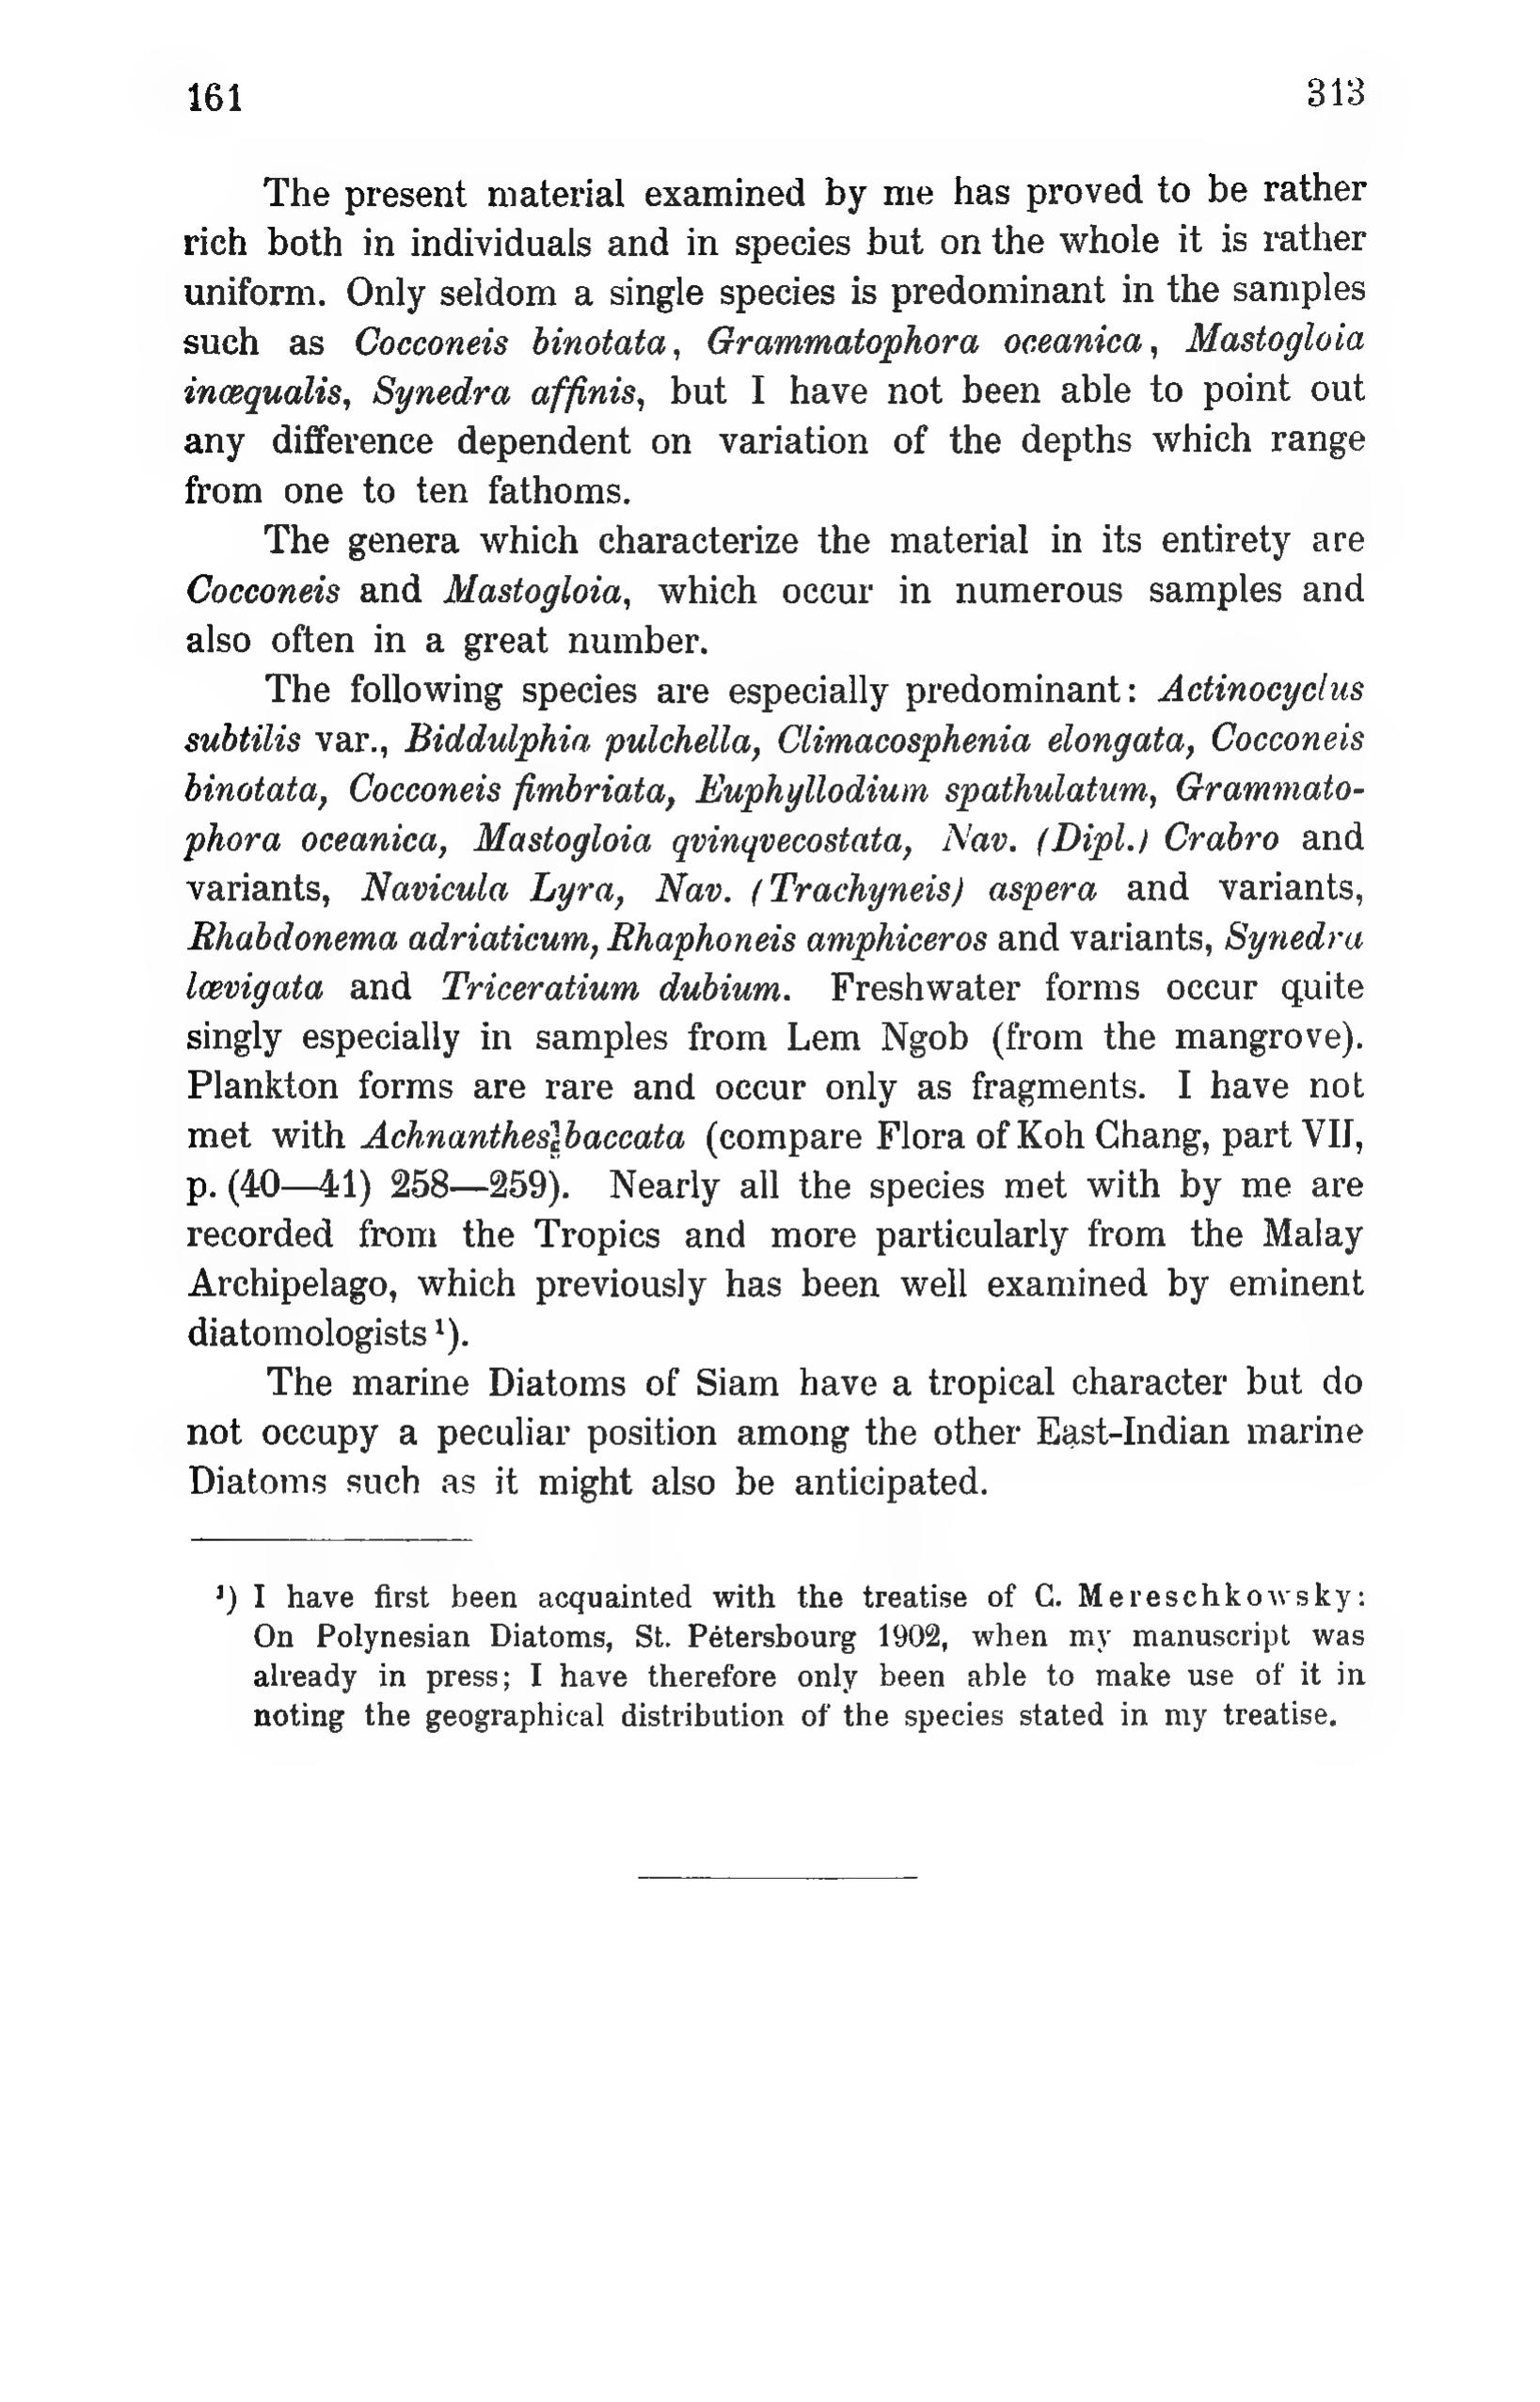 161 313
The present material examined by me has proved to be rather
rich both in individuals and in species but on the whole it is rather
uniform. Only seldom a single species is predominant in the samples
such as Cocconeis binotata, Grammatophora oceanica, Mastogloia
inæqualis, Synedra affinis, but I have not been able to point out
any difference dependent on variation of the depths which range
from one to ten fathoms.
The genera which characterize the material in its entirety are
Cocconeis and Mastogloia, which occur in numerous samples and
also often in a great number.
The following species are especially predominant: Actinocyclus
subtilis var., Biddulphia pulchella, Climacosphenia elongata, Cocconeis
binotata, Cocconeis fimbriata, Euphyllodium spathulatum, Grammato-
phora oceanica, Mastogloia qvinqvecostata, Nav. (Dipl.) Crabro and
variants, Navicula Lyra, Nav. (Trachyneis) aspera and variants,
Rhabdonema adriaticum, Rhaphoneis amphiceros and variants, Synedra
lævigata and Triceratium dubium. Freshwater forms occur quite
singly especially in samples from Lem Ngob (from the mangrove).
Plankton forms are rare and occur only as fragments. I have not
met with Achnanthes baccata (compare Flora of Koh Chang, part VII,
p. (40—41) 258—259). Nearly all the species met with by me are
recorded from the Tropics and more particularly from the Malay
Archipelago, which previously has been well examined by eminent
diatomologists ¹).
The marine Diatoms of Siam have a tropical character but do
not occupy a peculiar position among the other East-Indian marine
Diatoms such as it might also be anticipated.
¹) I have first been acquainted with the treatise of C. Mereschkowsky:
On Polynesian Diatoms, St. Pétersbourg 1902, when my manuscript was
already in press; I have therefore only been able to make use of it in
noting the geographical distribution of the species stated in my treatise.